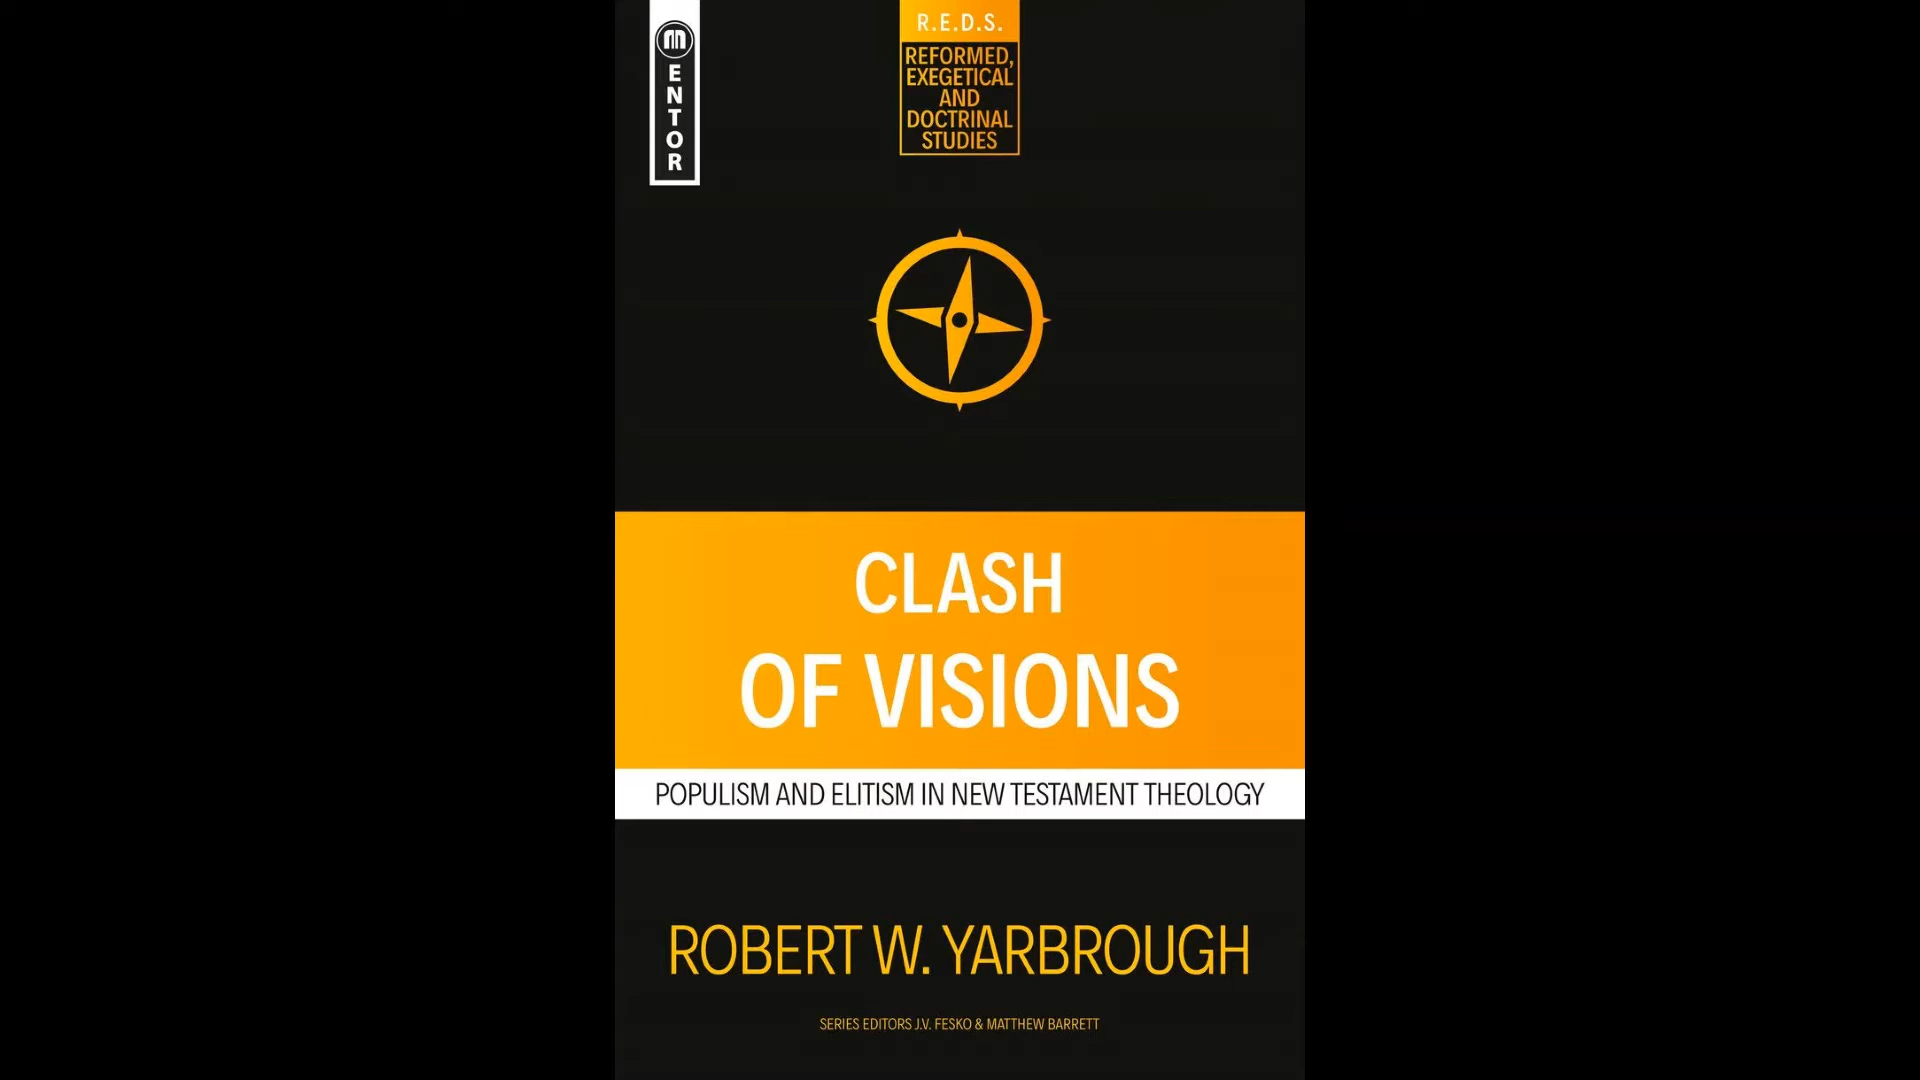 MENTOR
R.E.D.S.
REFORMED,
EXEGETICAL
AND
DOCTRINAL
STUDIES
CLASH
OF VISIONS
POPULISM AND ELITISM IN NEW TESTAMENT THEOLOGY
ROBERT W. YARBROUGH
SERIES EDITORS J.V. FESKO & MATTHEW BARRETT